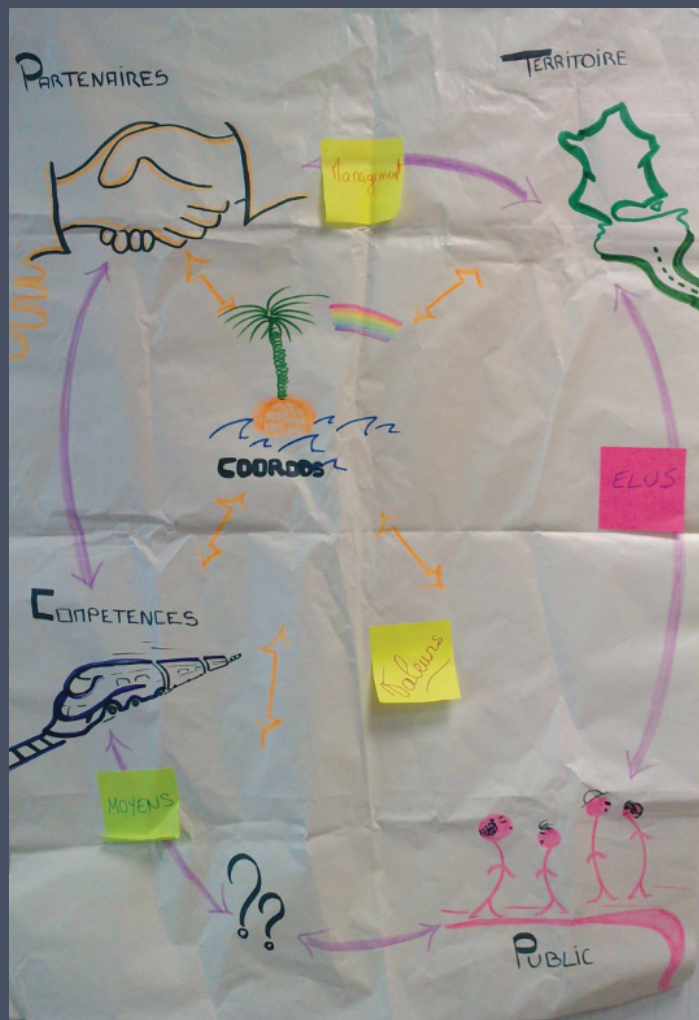 PARTENAIRES
TERRITOIRE
Management
COORDOS
ELUS
COMPETENCES
Valeurs
MOYENS
??
PUBLIC